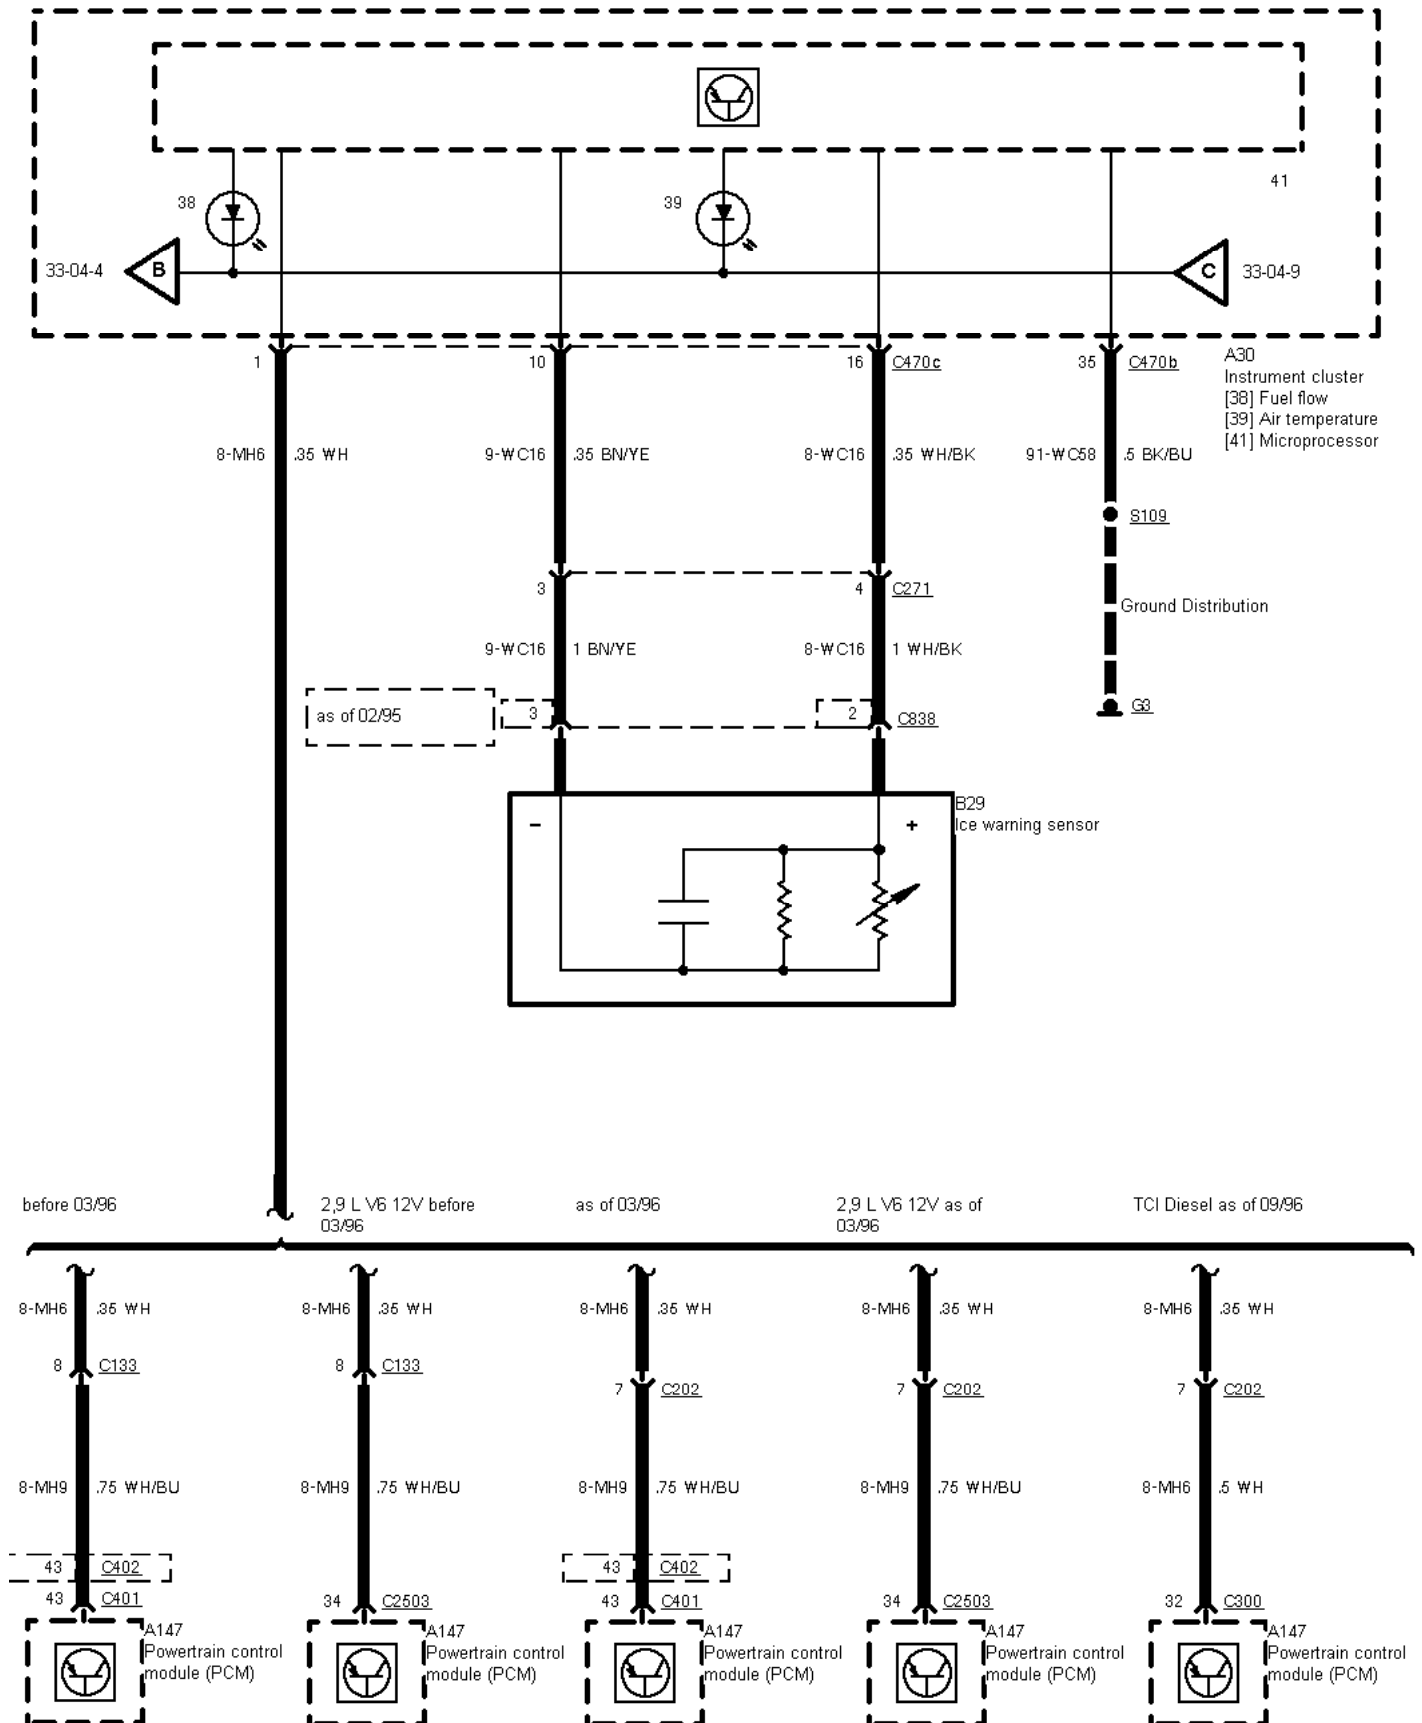 41
38
39
33-04-4
B
C
33-04-9
1
10
16
C470c
35
C470b
A30
Instrument cluster
[38] Fuel flow
[39] Air temperature
[41] Microprocessor
8-MH6
.35 WH
9-WC16
.35 BN/YE
8-WC16
.35 WH/BK
91-WC58
.5 BK/BU
S109
3
4
C271
Ground Distribution
9-WC16
1 BN/YE
8-WC16
1 WH/BK
as of 02/95
3
2
C838
G3
B29
Ice warning sensor
-
+
before 03/96
2,9 L V6 12V before
03/96
as of 03/96
2,9 L V6 12V as of
03/96
TCI Diesel as of 09/96
8-MH6
.35 WH
8-MH6
.35 WH
8-MH6
.35 WH
8-MH6
.35 WH
8-MH6
.35 WH
8
C133
8
C133
7
C202
7
C202
7
C202
8-MH9
.75 WH/BU
8-MH9
.75 WH/BU
8-MH9
.75 WH/BU
8-MH9
.75 WH/BU
8-MH6
.5 WH
43
C402
43
C402
43
C401
34
C2503
43
C401
34
C2503
32
C300
A147
Powertrain control
module (PCM)
A147
Powertrain control
module (PCM)
A147
Powertrain control
module (PCM)
A147
Powertrain control
module (PCM)
A147
Powertrain control
module (PCM)